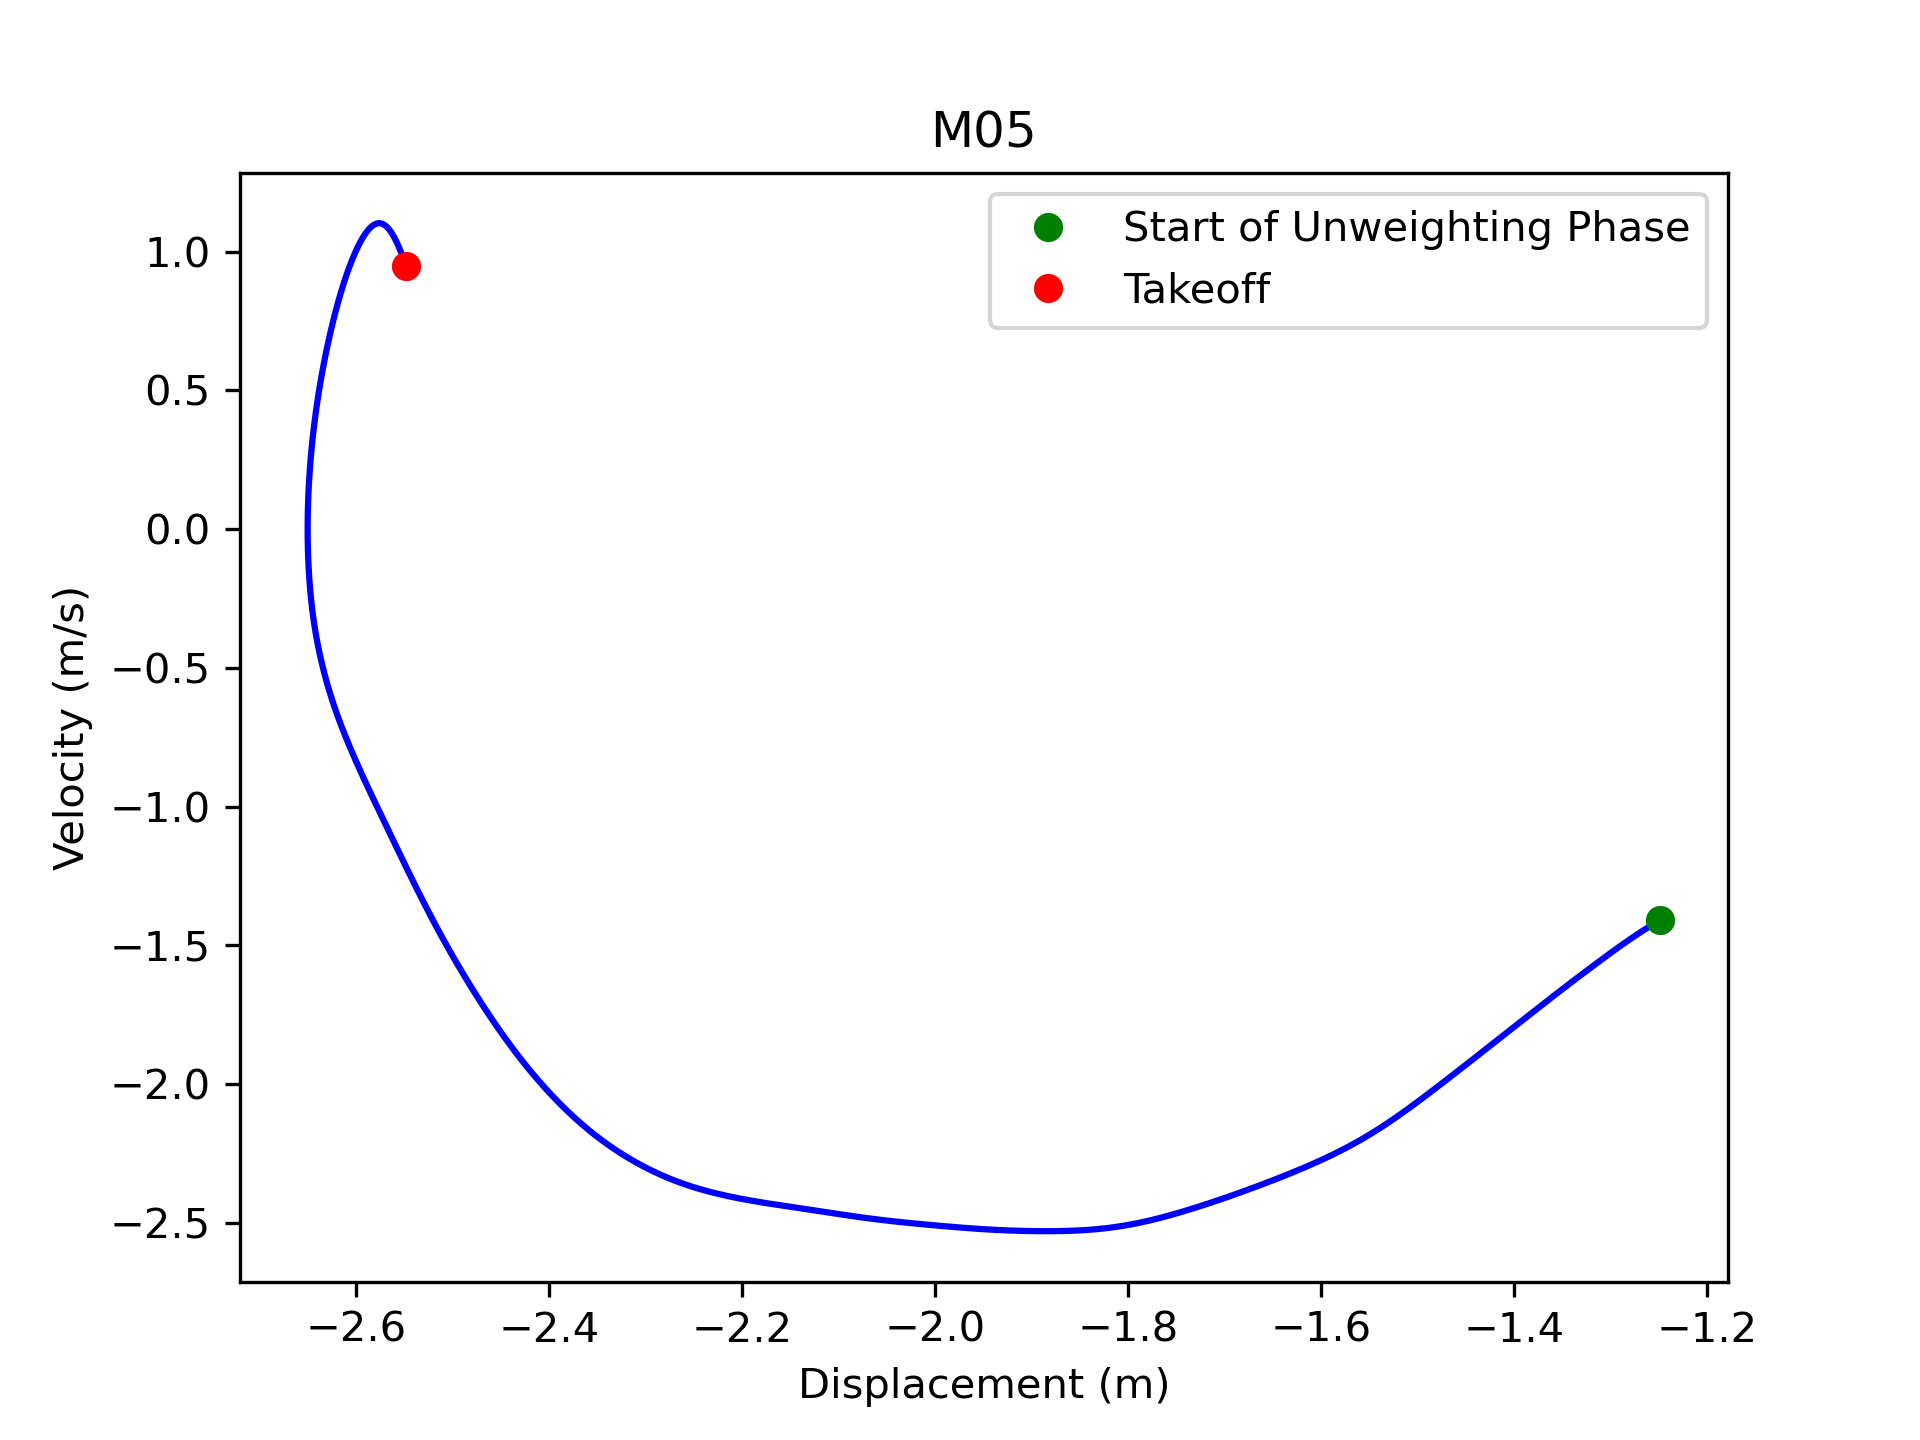 M05
Start of Unweighting Phase
Takeoff
1.0
0.5
0.0
−0.5
−1.0
−1.5
−2.0
−2.5
Velocity (m/s)
−2.6 −2.4 −2.2 −2.0 −1.8 −1.6 −1.4 −1.2
Displacement (m)